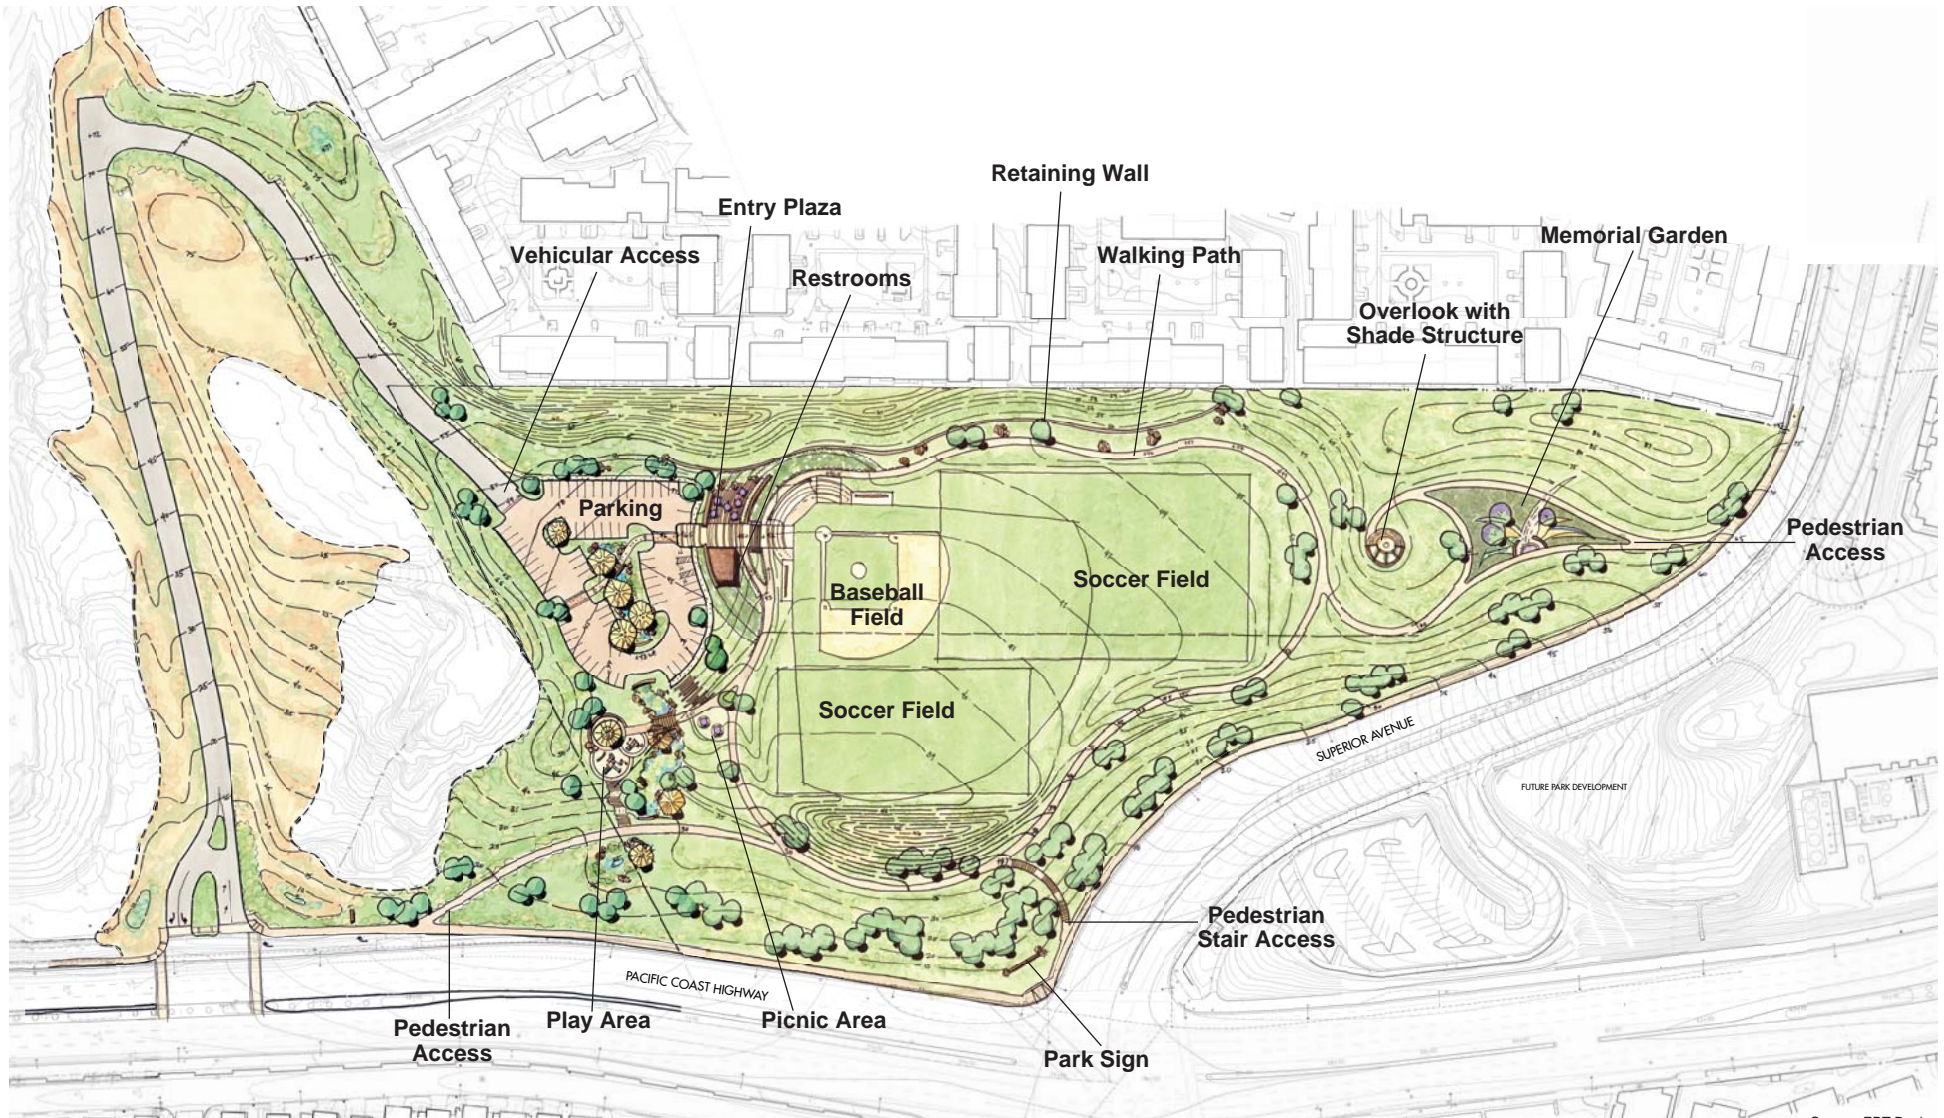 Retaining Wall
Entry Plaza
Vehicular Access
Walking Path
Memorial Garden
Restrooms
Overlook with
Shade Structure
Parking
Pedestrian
Access
Soccer Field
Baseball
Field
Soccer Field
SUPERIOR AVENUE
FUTURE PARK DEVELOPMENT
Pedestrian
Stair Access
PACIFIC COAST HIGHWAY
Pedestrian
Access
Play Area
Picnic Area
Park Sign